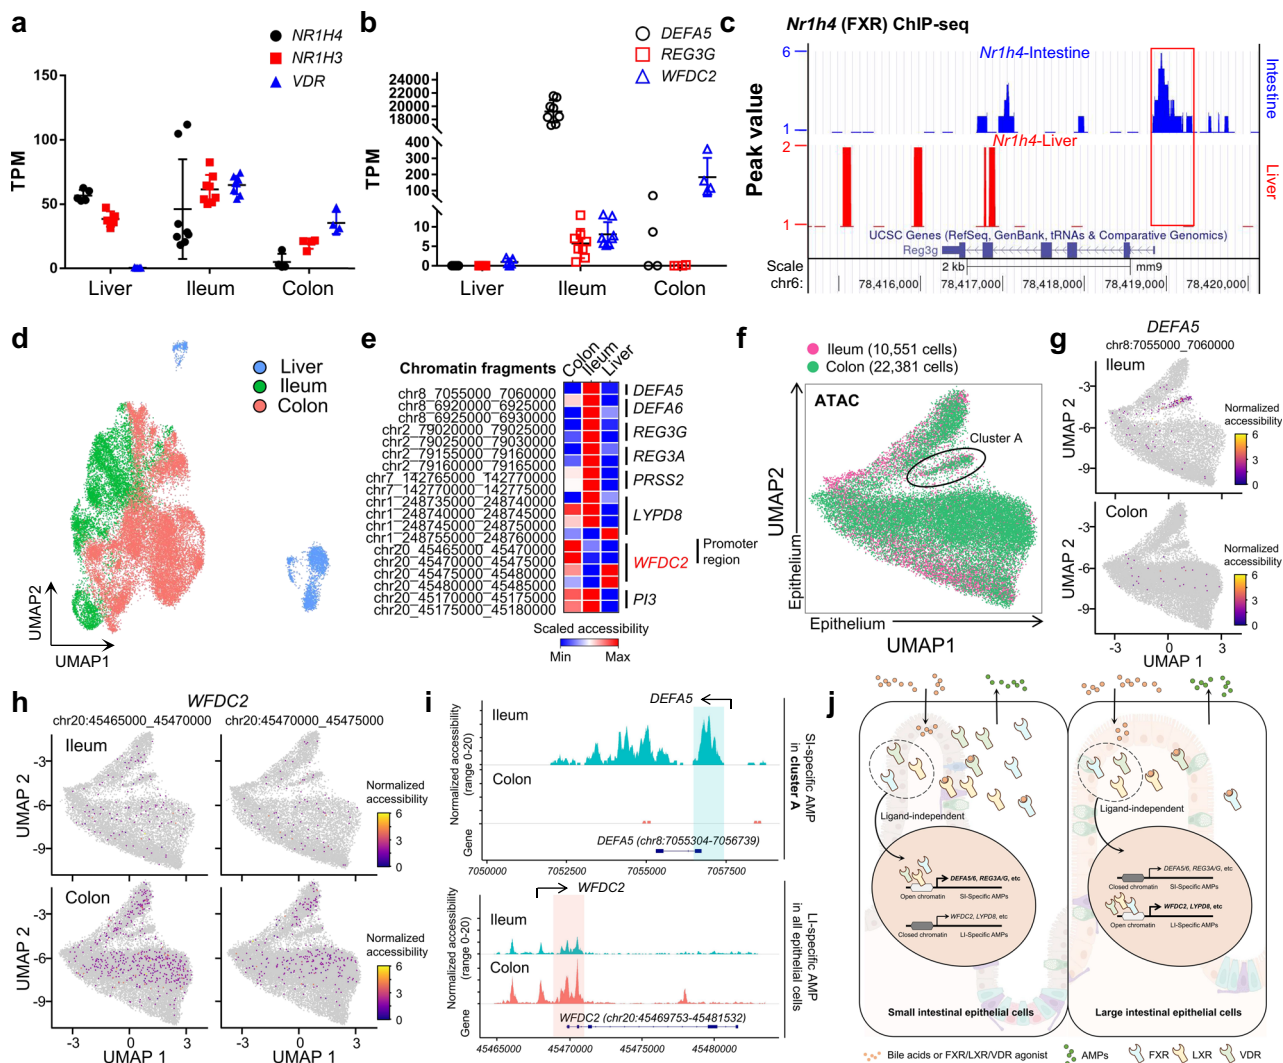 a
NR1H4
NR1H3
VDR
150
100
50
0
TPM
Liver
Ileum
Colon
b
DEFA5
REG3G
WFDC2
24000
20000
18000
16000
400
300
200
100
10
5
0
TPM
Liver
Ileum
Colon
c
Nr1h4 (FXR) ChIP-seq
Peak value
6
Nr1h4-Intestine
1
Intestine
2
Nr1h4-Liver
1
Liver
UCSC Genes (RefSeq, GenBank, tRNAs & Comparative Genomics)
Reg3g
Scale
2 kb
mm9
chr6:
78,416,000
78,417,000
78,418,000
78,419,000
78,420,000
d
Liver
Ileum
Colon
UMAP2
UMAP1
e
Chromatin fragments
Colon
Ileum
Liver
chr8_7055000_7060000
chr8_6920000_6925000
chr8_6925000_6930000
chr2_79020000_79025000
chr2_79025000_79030000
chr2_79155000_79160000
chr2_79160000_79165000
chr7_142765000_142770000
chr7_142770000_142775000
chr1_248735000_248740000
chr1_248740000_248745000
chr1_248745000_248750000
chr1_248755000_248760000
chr20_45465000_45470000
chr20_45470000_45475000
chr20_45475000_45480000
chr20_45480000_45485000
chr20_45170000_45175000
chr20_45175000_45180000
DEFA5
DEFA6
REG3G
REG3A
PRSS2
LYPD8
WFDC2
PI3
Promoter
region
Scaled accessibility
Min
Max
f
Ileum (10,551 cells)
Colon (22,381 cells)
ATAC
Cluster A
UMAP2
Epithelium
Epithelium
UMAP1
g
DEFA5
chr8:7055000_7060000
Ileum
-3
-6
-9
UMAP 2
Normalized
accessibility
6
3
0
Colon
-3
-6
-9
UMAP 2
Normalized
accessibility
6
3
0
-3
0
3
UMAP 1
h
WFDC2
chr20:45465000_45470000
chr20:45470000_45475000
Ileum
-3
-6
-9
UMAP 2
Normalized
accessibility
6
3
0
Colon
-3
-6
-9
UMAP 2
Normalized
accessibility
6
3
0
-3
0
3
-3
0
3
UMAP 1
UMAP 1
i
DEFA5
Ileum
Colon
Normalized accessibility
(range 0-20)
Gene
DEFA5 (chr8:7055304-7056739)
7050000
7052500
7055000
7057500
SI-specific AMP
in cluster A
WFDC2
Ileum
Colon
Normalized accessibility
(range 0-20)
Gene
WFDC2 (chr20:45469753-45481532)
45465000
45470000
45475000
45480000
LI-specific AMP
in all epithelial cells
j
Ligand-independent
DEFA5/6, REG3A/G, etc
Open chromatin
SI-Specific AMPs
WFDC2, LYPD8, etc
Closed chromatin
LI-Specific AMPs
Small intestinal epithelial cells
Ligand-independent
DEFA5/6, REG3A/G, etc
Closed chromatin
SI-Specific AMPs
WFDC2, LYPD8, etc
Open chromatin
LI-Specific AMPs
Large intestinal epithelial cells
Bile acids or FXR/LXR/VDR agonist
AMPs
FXR
LXR
VDR